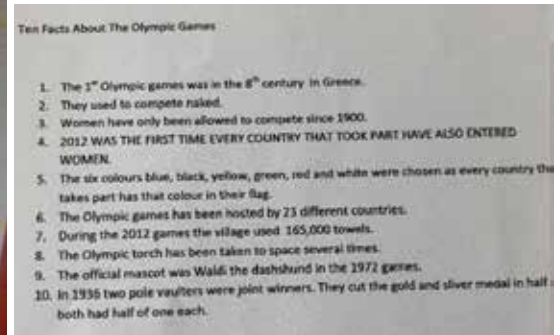 Ten Facts About The Olympic Games
1. The 1st Olympic games was in the 8th century in Greece.
2. They used to compete naked.
3. Women have only been allowed to compete since 1900.
4. 2012 WAS THE FIRST TIME EVERY COUNTRY THAT TOOK PART HAVE ALSO ENTERED
WOMEN.
5. The six colours blue, black, yellow, green, red and white were chosen as every country tha
takes part has that colour in their flag.
6. The Olympic games has been hosted by 23 different countries.
7. During the 2012 games the village used 165,000 towels.
8. The Olympic torch has been taken to space several times.
9. The official mascot was Waldi the dashshund in the 1972 games.
10. In 1936 two pole vaulters were joint winners. They cut the gold and sliver medal in half
both had half of one each.